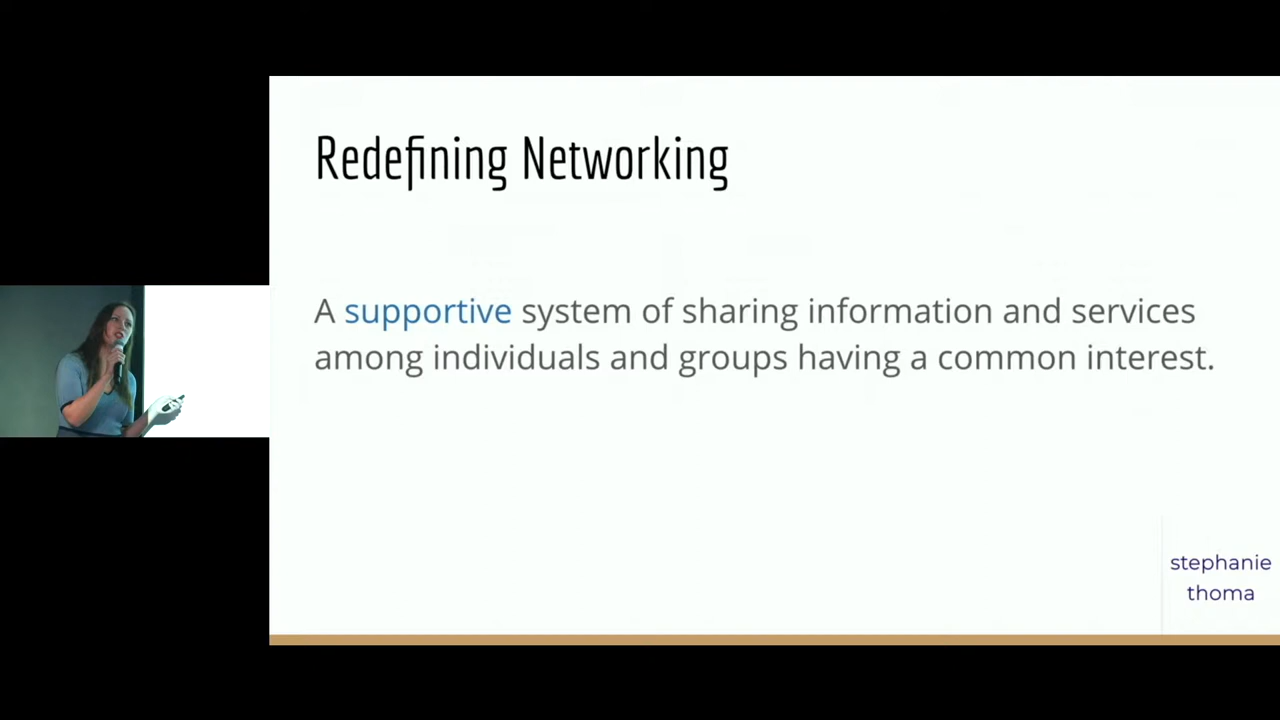 Redefining Networking
A supportive system of sharing information and services
among individuals and groups having a common interest.
stephanie
thoma